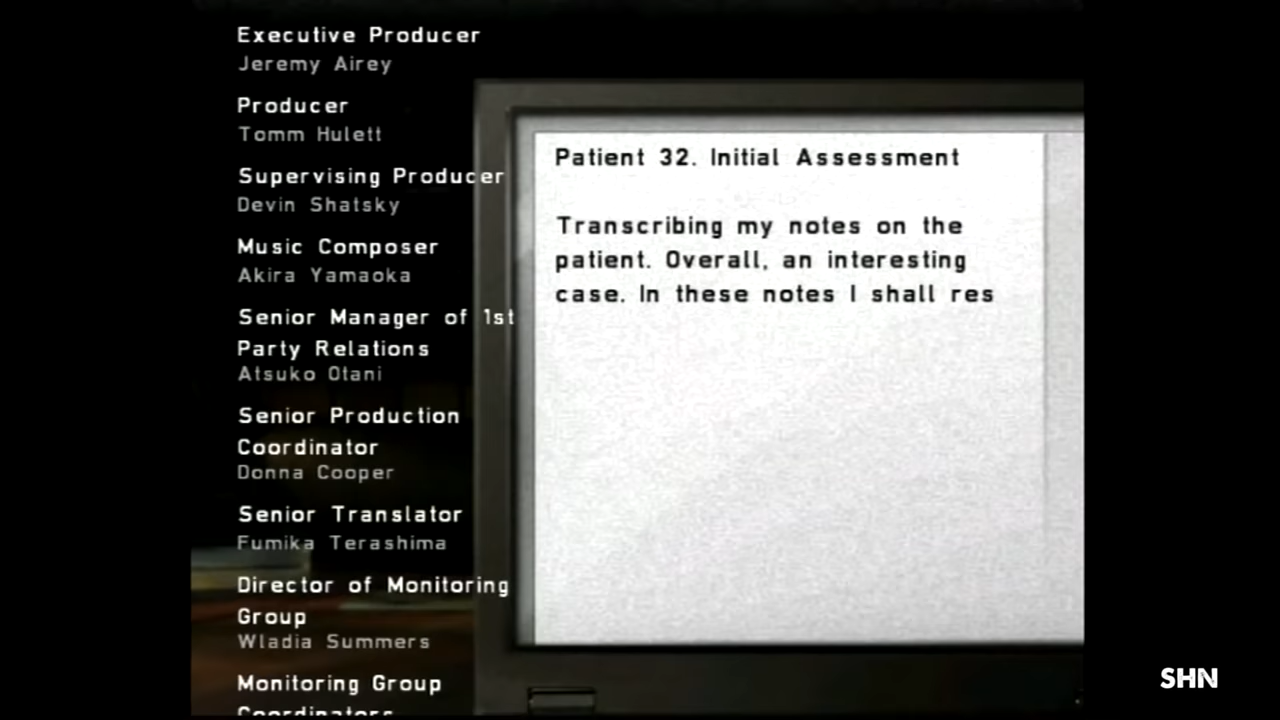 Executive Producer
Jeremy Airey
Producer
Tomm Hulett
Supervising Producer
Devin Shatsky
Music Composer
Akira Yamaoka
Senior Manager of 1st
Party Relations
Atsuko Otani
Senior Production
Coordinator
Donna Cooper
Senior Translator
Fumika Terashima
Director of Monitoring
Group
Wladia Summers
Monitoring Group
Coordinators
Patient 32. Initial Assessment
Transcribing my notes on the
patient. Overall, an interesting
case. In these notes I shall res
SHN